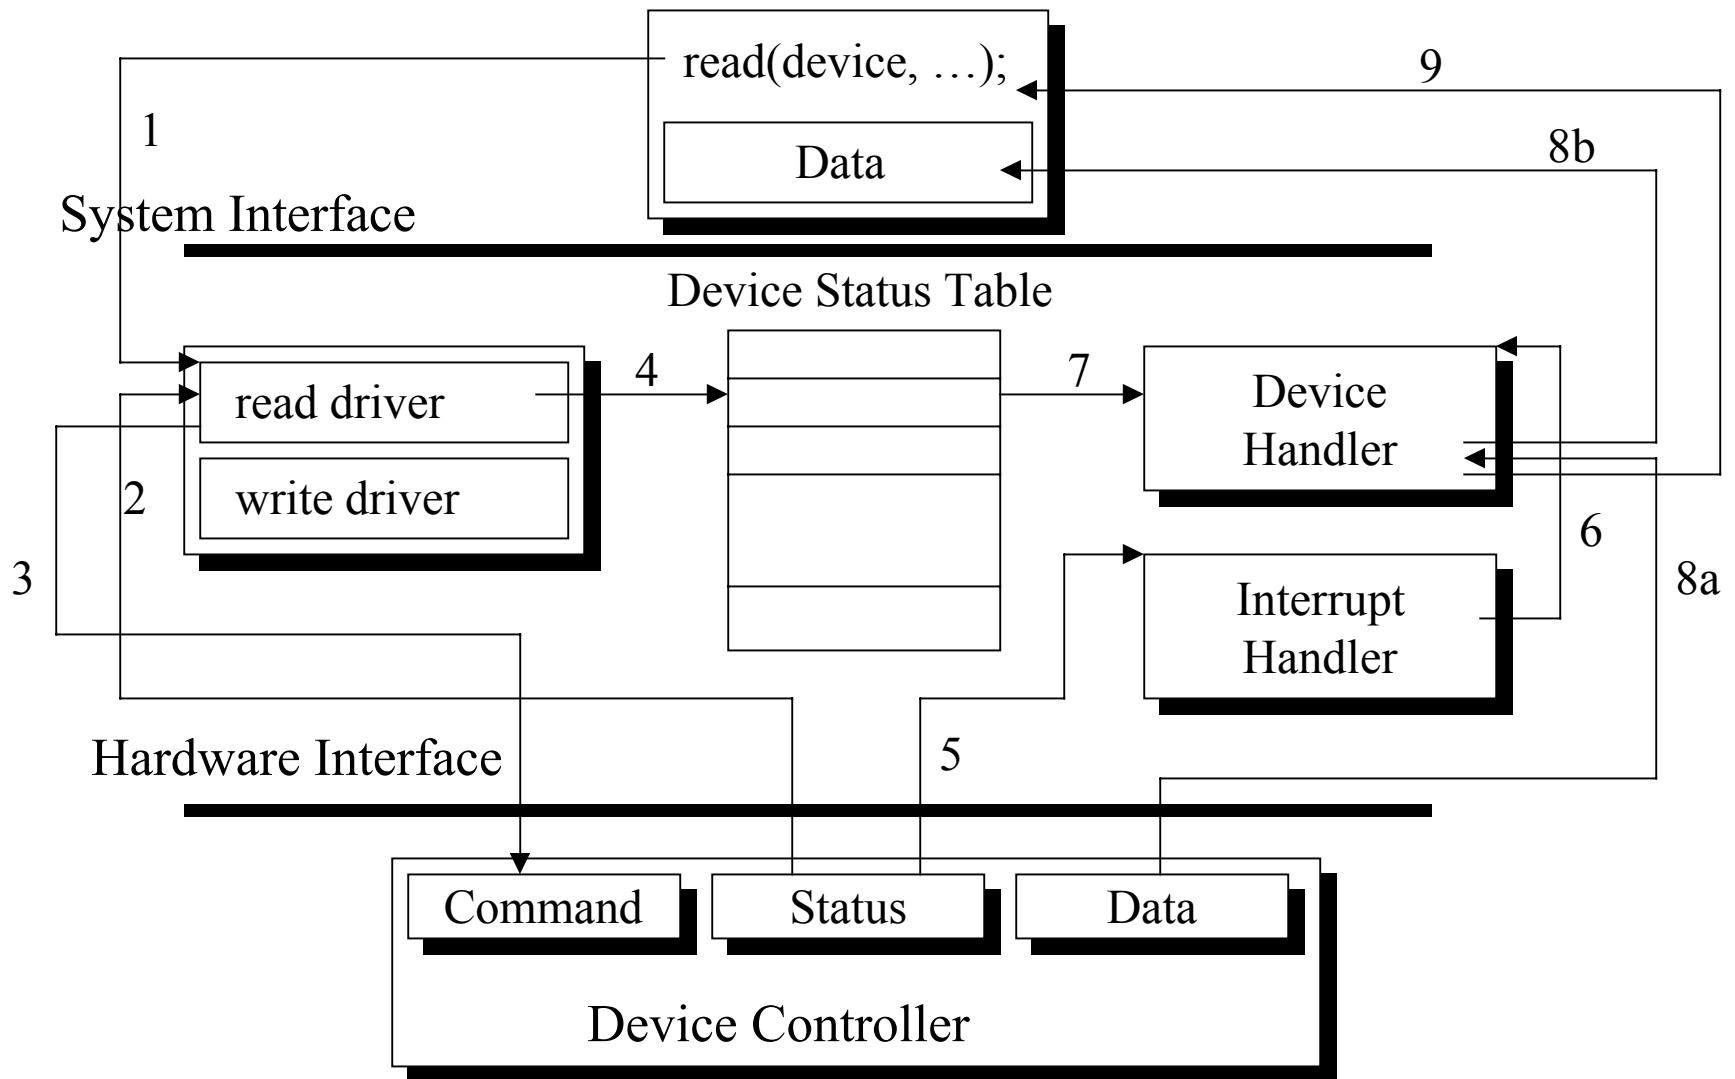 read(device, …);
9
1
8b
Data
System Interface
Device Status Table
4
7
read driver
Device
Handler
2
write driver
6
3
8a
Interrupt
Handler
Hardware Interface
5
Command
Status
Data
Device Controller